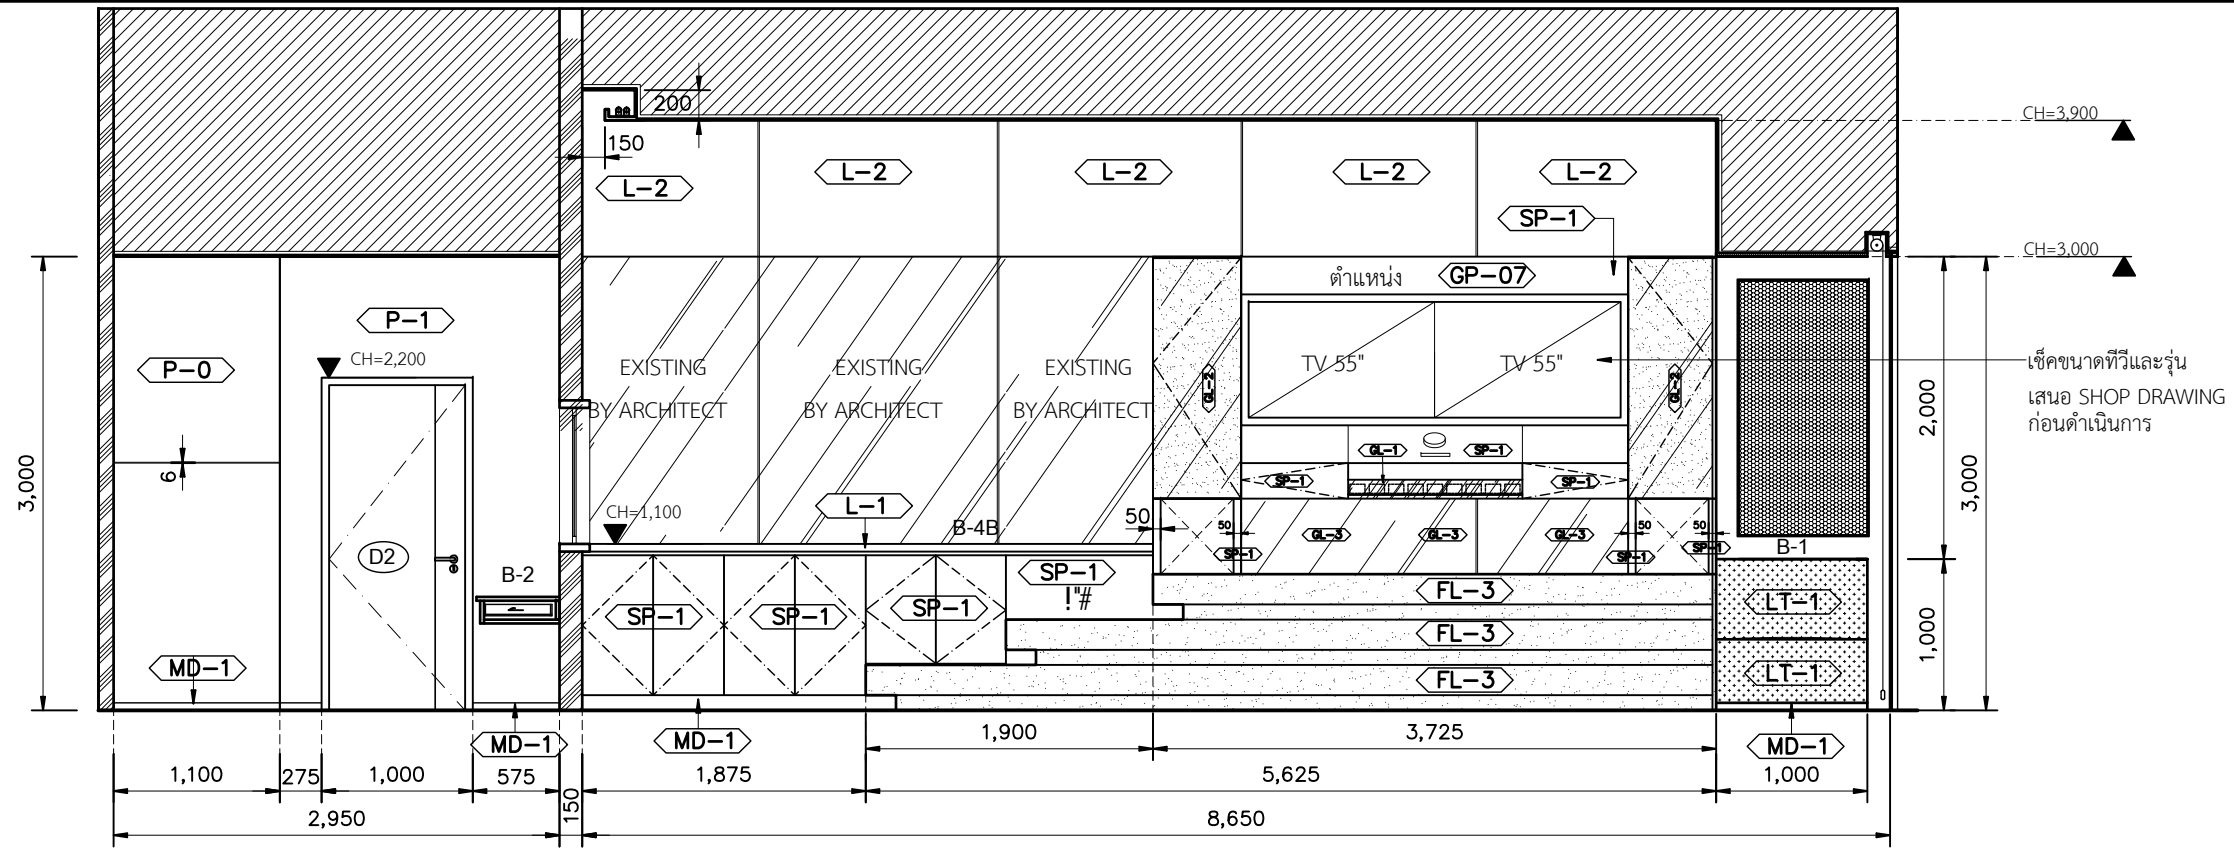 200
CH=3,900
150
L-2
L-2
L-2
L-2
L-2
SP-1
CH=3,000
ตำแหน่ง
GP-07
P-1
CH=2,200
P-0
EXISTING
BY ARCHITECT
EXISTING
BY ARCHITECT
EXISTING
BY ARCHITECT
TV 55"
TV 55"
GL-2
GL-2
เช็คขนาดทีวีและรุ่น
เสนอ SHOP DRAWING
ก่อนดำเนินการ
2,000
3,000
3,000
6
GL-1
SP-1
SP-1
SP-1
L-1
CH=1,100
B-4B
50
50
50
50
GL-3
GL-3
GL-3
SP-1
SP-1
SP-1
B-1
D2
B-2
SP-1
!"#
SP-1
SP-1
SP-1
FL-3
FL-3
FL-3
LT-1
LT-1
1,000
MD-1
MD-1
MD-1
MD-1
1,900
3,725
1,100
275
1,000
575
150
1,875
5,625
1,000
2,950
8,650